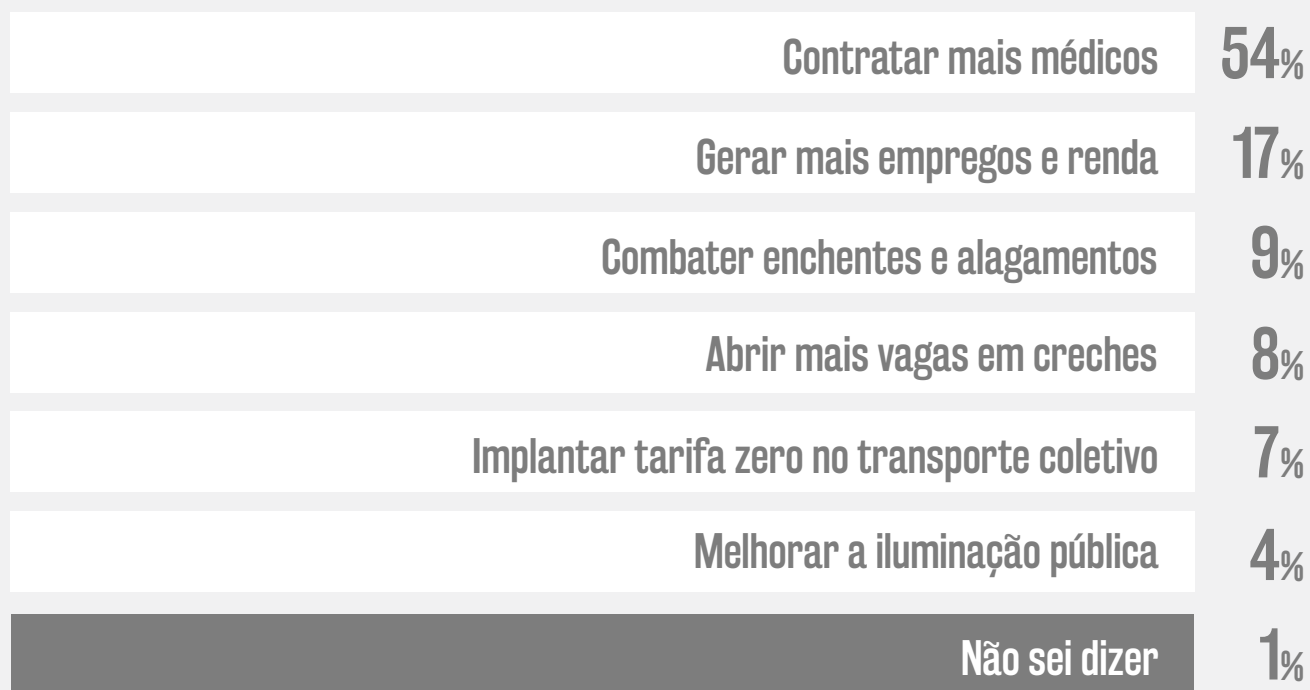 Contratar mais médicos 54%
Gerar mais empregos e renda 17%
Combater enchentes e alagamentos 9%
Abrir mais vagas em creches 8%
Implantar tarifa zero no transporte coletivo 7%
Melhorar a iluminação pública 4%
Não sei dizer 1%